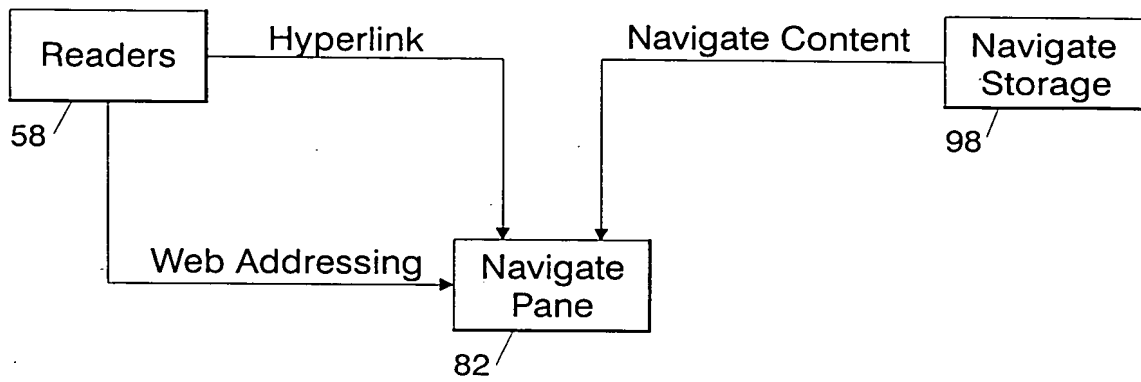 Readers
Hyperlink
Navigate Content
Navigate
Storage
58
98
Web Addressing
Navigate
Pane
82